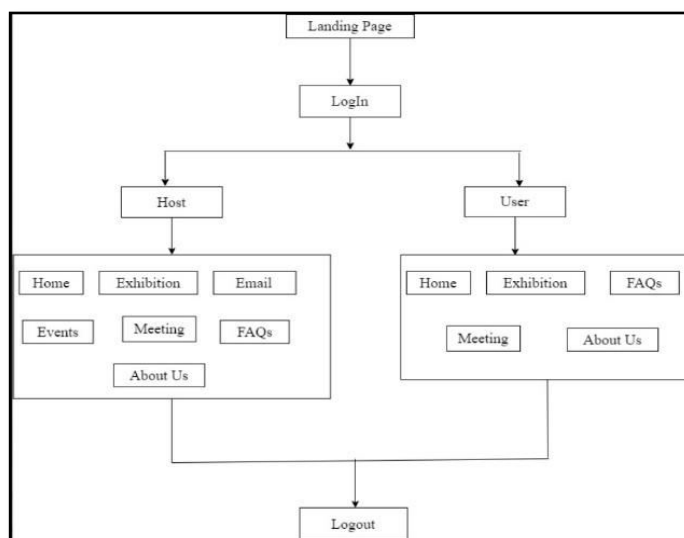 Landing Page
LogIn
Host
User
Home
Exhibition
Email
Events
Meeting
FAQs
About Us
Home
Exhibition
FAQs
Meeting
About Us
Logout